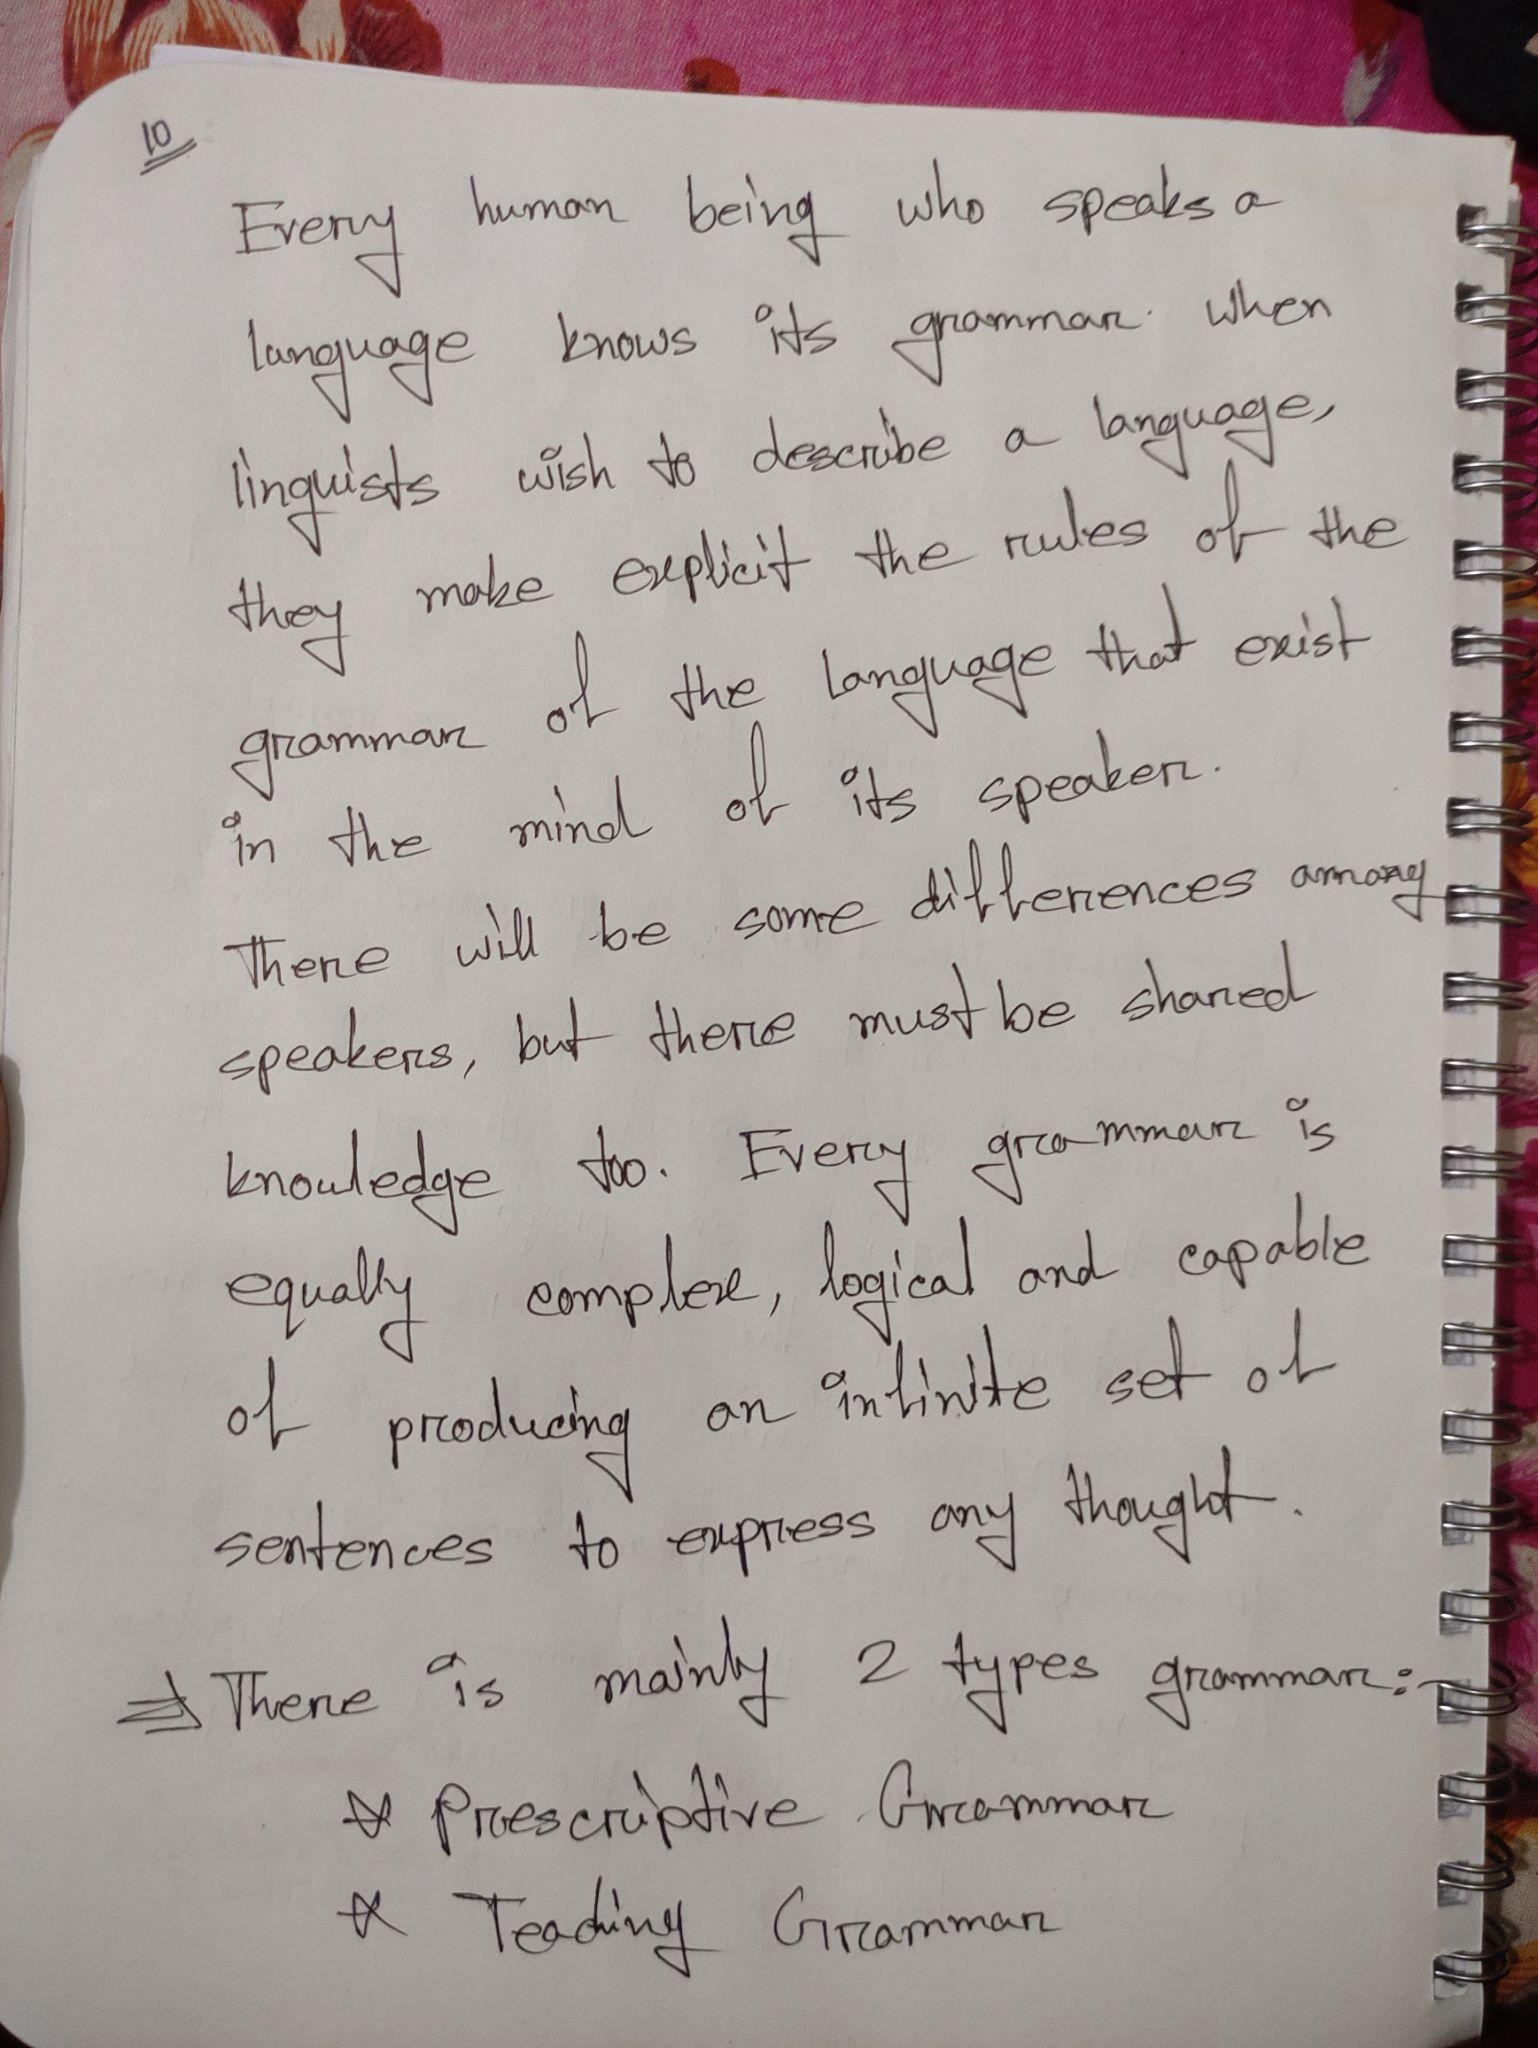 10
Every human being who speaks a
language knows its grammar. when
linguists wish to describe a language,
they make explicit the rules of the
grammar of the language that exist
in the mind of its speaker.
There will be some differences among
speakers, but there must be shared
knowledge too. Every grammar is
equally complex, logical and capable
of producing an infinite set of
sentences to express any thought.
⇒ There is mainly 2 types grammar:-
☆ Prescriptive Grammar
☆ Teaching Grammar